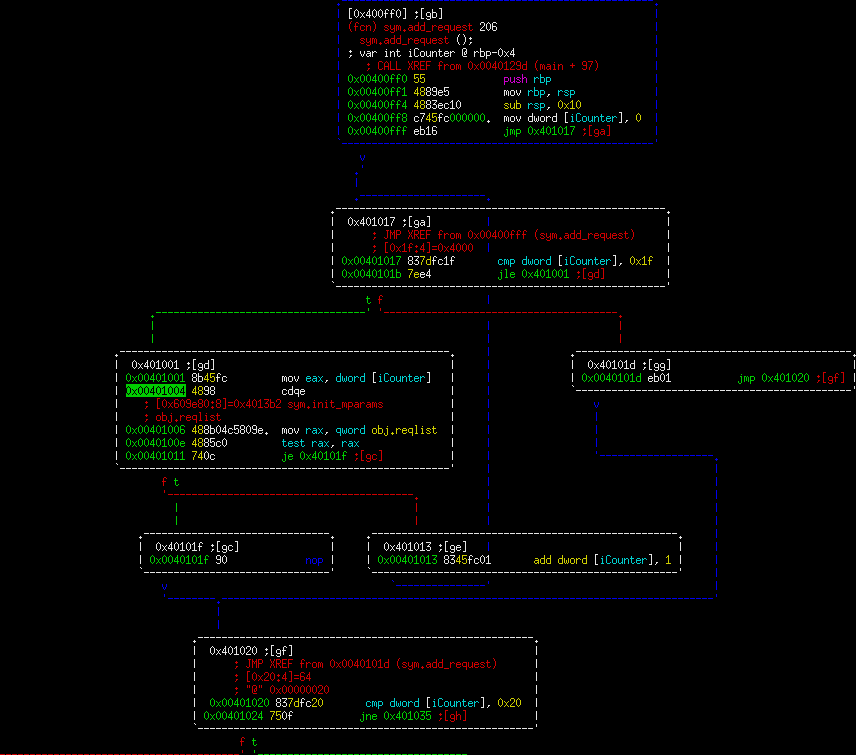 [0x400ff0] ;[gb]
(fcn) sym.add_request 206
sym.add_request ();
; var int iCounter @ rbp-0x4
; CALL XREF from 0x0040129d (main + 97)
0x00400ff0 55 push rbp
0x00400ff1 4889e5 mov rbp, rsp
0x00400ff4 4883ec10 sub rsp, 0x10
0x00400ff8 c745fc000000. mov dword [iCounter], 0
0x00400fff eb16 jmp 0x401017 ;[ga]
v
0x401017 ;[ga]
; JMP XREF from 0x00400fff (sym.add_request)
; [0x1f:4]=0x4000
0x00401017 837dfc1f cmp dword [iCounter], 0x1f
0x0040101b 7ee4 jle 0x401001 ;[gd]
t f
0x401001 ;[gd]
0x00401001 8b45fc mov eax, dword [iCounter]
0x00401004 4898 cdqe
; [0x609e80:8]=0x4013b2 sym.init_mparams
; obj.reqlist
0x00401006 488b04c5809e. mov rax, qword obj.reqlist
0x0040100e 4885c0 test rax, rax
0x00401011 740c je 0x40101f ;[gc]
0x40101d ;[gg]
0x0040101d eb01 jmp 0x401020 ;[gf]
v
f t
0x40101f ;[gc]
0x0040101f 90 nop
0x401013 ;[ge]
0x00401013 8345fc01 add dword [iCounter], 1
v
0x401020 ;[gf]
; JMP XREF from 0x0040101d (sym.add_request)
; [0x20:4]=64
; "@" 0x00000020
0x00401020 837dfc20 cmp dword [iCounter], 0x20
0x00401024 750f jne 0x401035 ;[gh]
f t